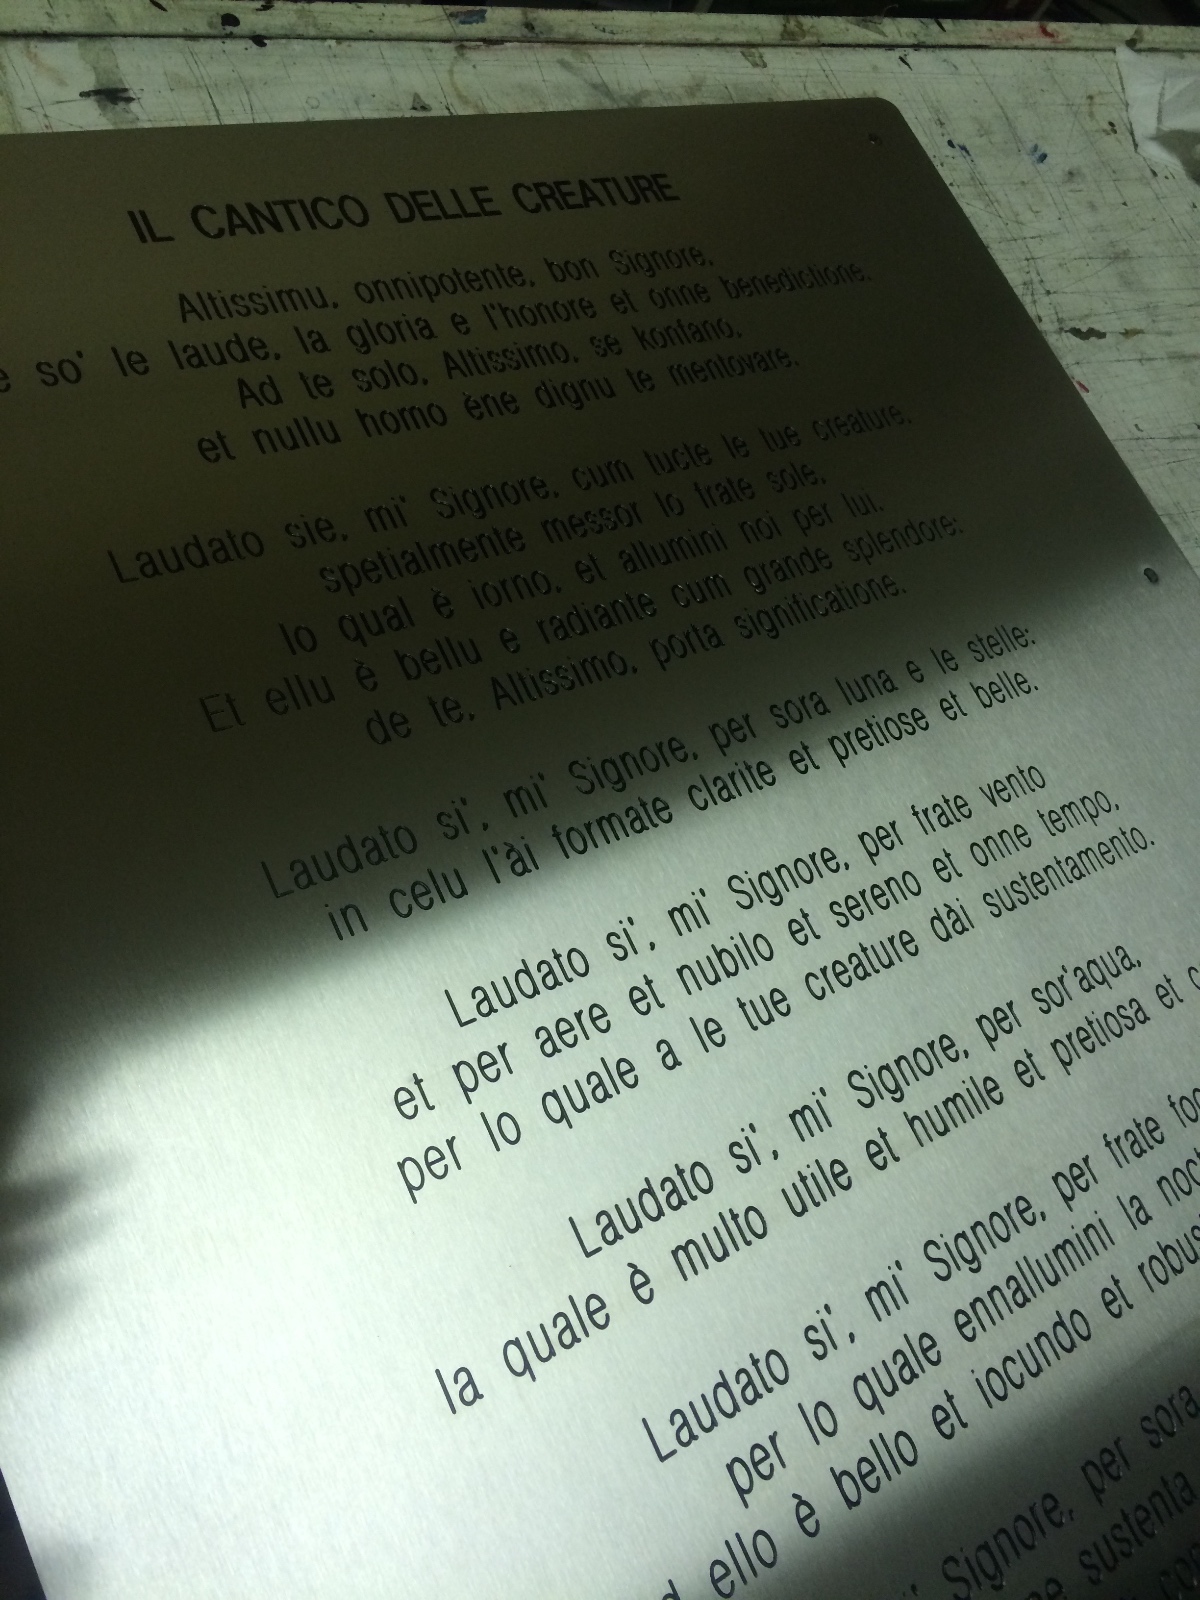 IL CANTICO DELLE CREATURE
Altissimu, onnipotente, bon Signore,
so' le laude, la gloria e l'honore et onne benedictione.
Ad te solo, Altissimo, se konfano,
et nullu homo ène dignu te mentovare.
Laudato sie, mi' Signore, cum tucte le tue creature,
spetialmente messor lo frate sole,
lo qual è iorno, et allumini noi per lui.
Et ellu è bellu e radiante cum grande splendore:
de te, Altissimo, porta significatione.
Laudato si', mi' Signore, per sora luna e le stelle:
in celu l'ài formate clarite et pretiose et belle.
Laudato si', mi' Signore, per frate vento
et per aere et nubilo et sereno et onne tempo,
per lo quale a le tue creature dài sustentamento.
Laudato si', mi' Signore, per sor'aqua,
la quale è multo utile et humile et pretiosa et
Laudato si', mi' Signore, per frate
per lo quale ennallumini la
ello è bello et iocundo et
Signore, per sora
sustenta